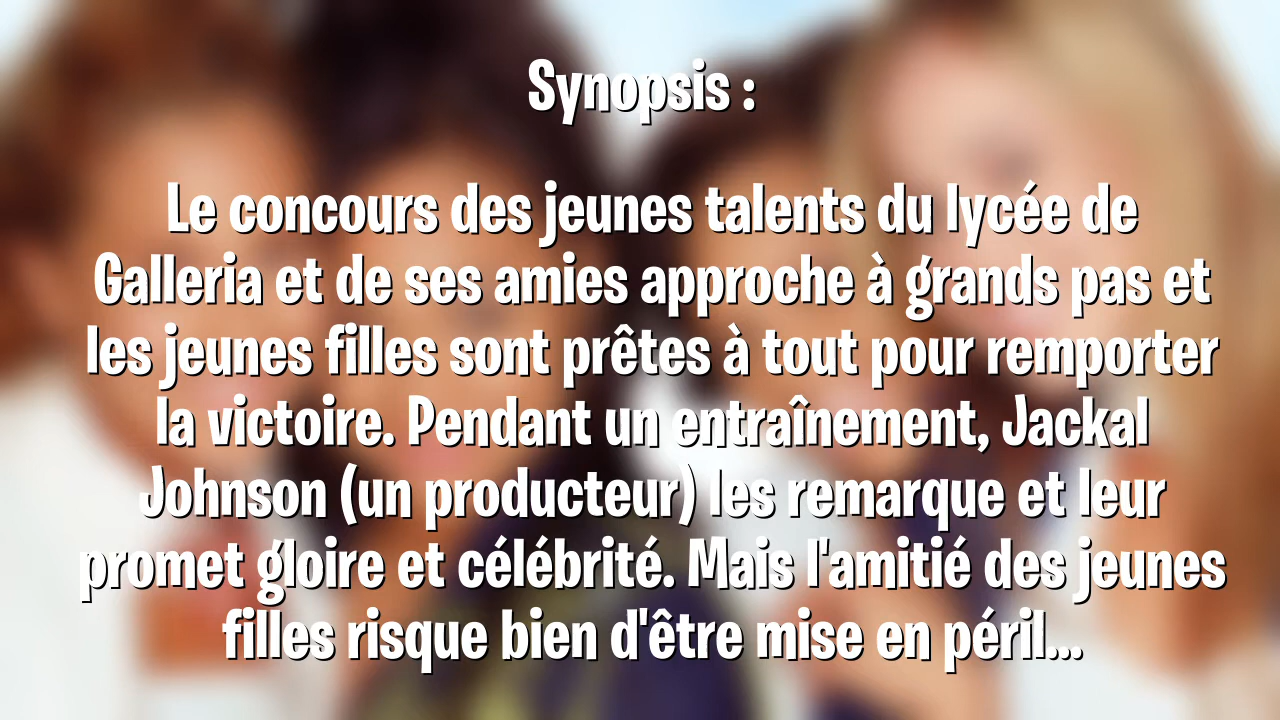 Synopsis :
Le concours des jeunes talents du lycée de
Galleria et de ses amies approche à grands pas et
les jeunes filles sont prêtes à tout pour remporter
la victoire. Pendant un entraînement, Jackal
Johnson (un producteur) les remarque et leur
promet gloire et célébrité. Mais l'amitié des jeunes
filles risque bien d'être mise en péril...